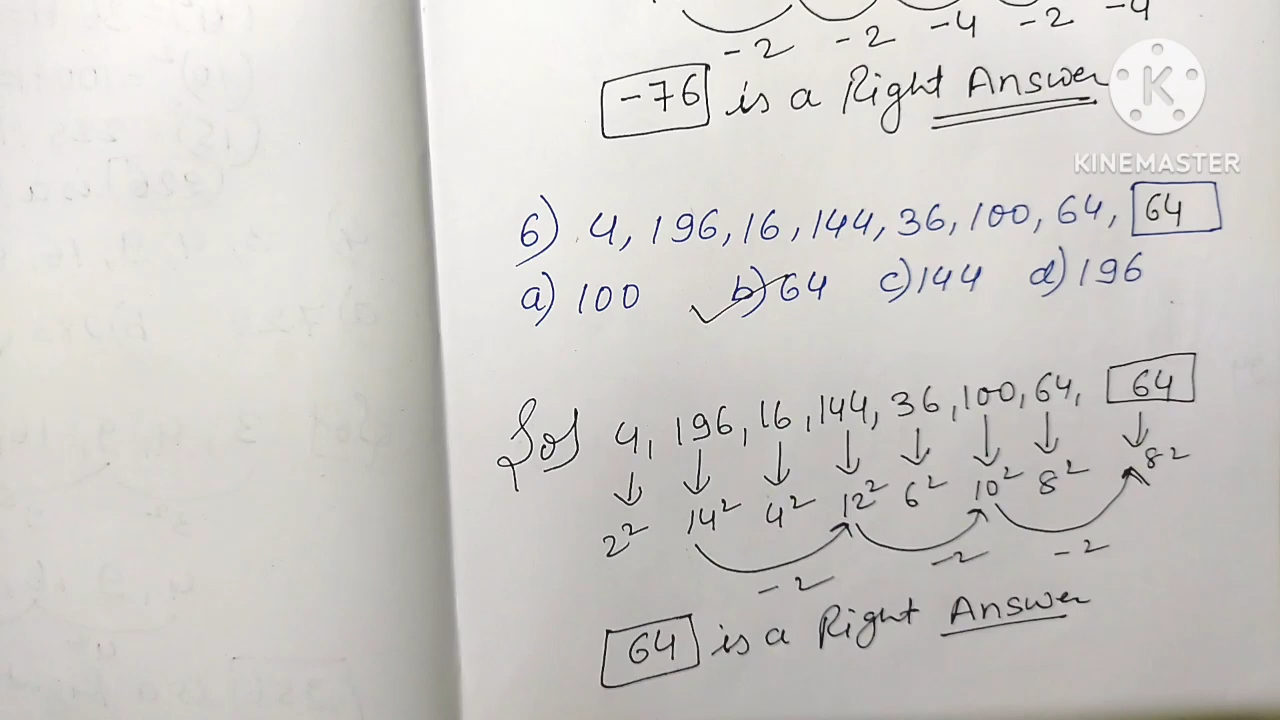 -2 -2 -4 -2 -4
-76 is a Right Answer
KINEMASTER
6) 4, 196, 16, 144, 36, 100, 64, 64
a) 100 b) 64 c) 144 d) 196
Sol 4, 196, 16, 144, 36, 100, 64, 64
2² 14² 4² 12² 6² 10² 8² 8²
-2 -2 -2
64 is a Right Answer